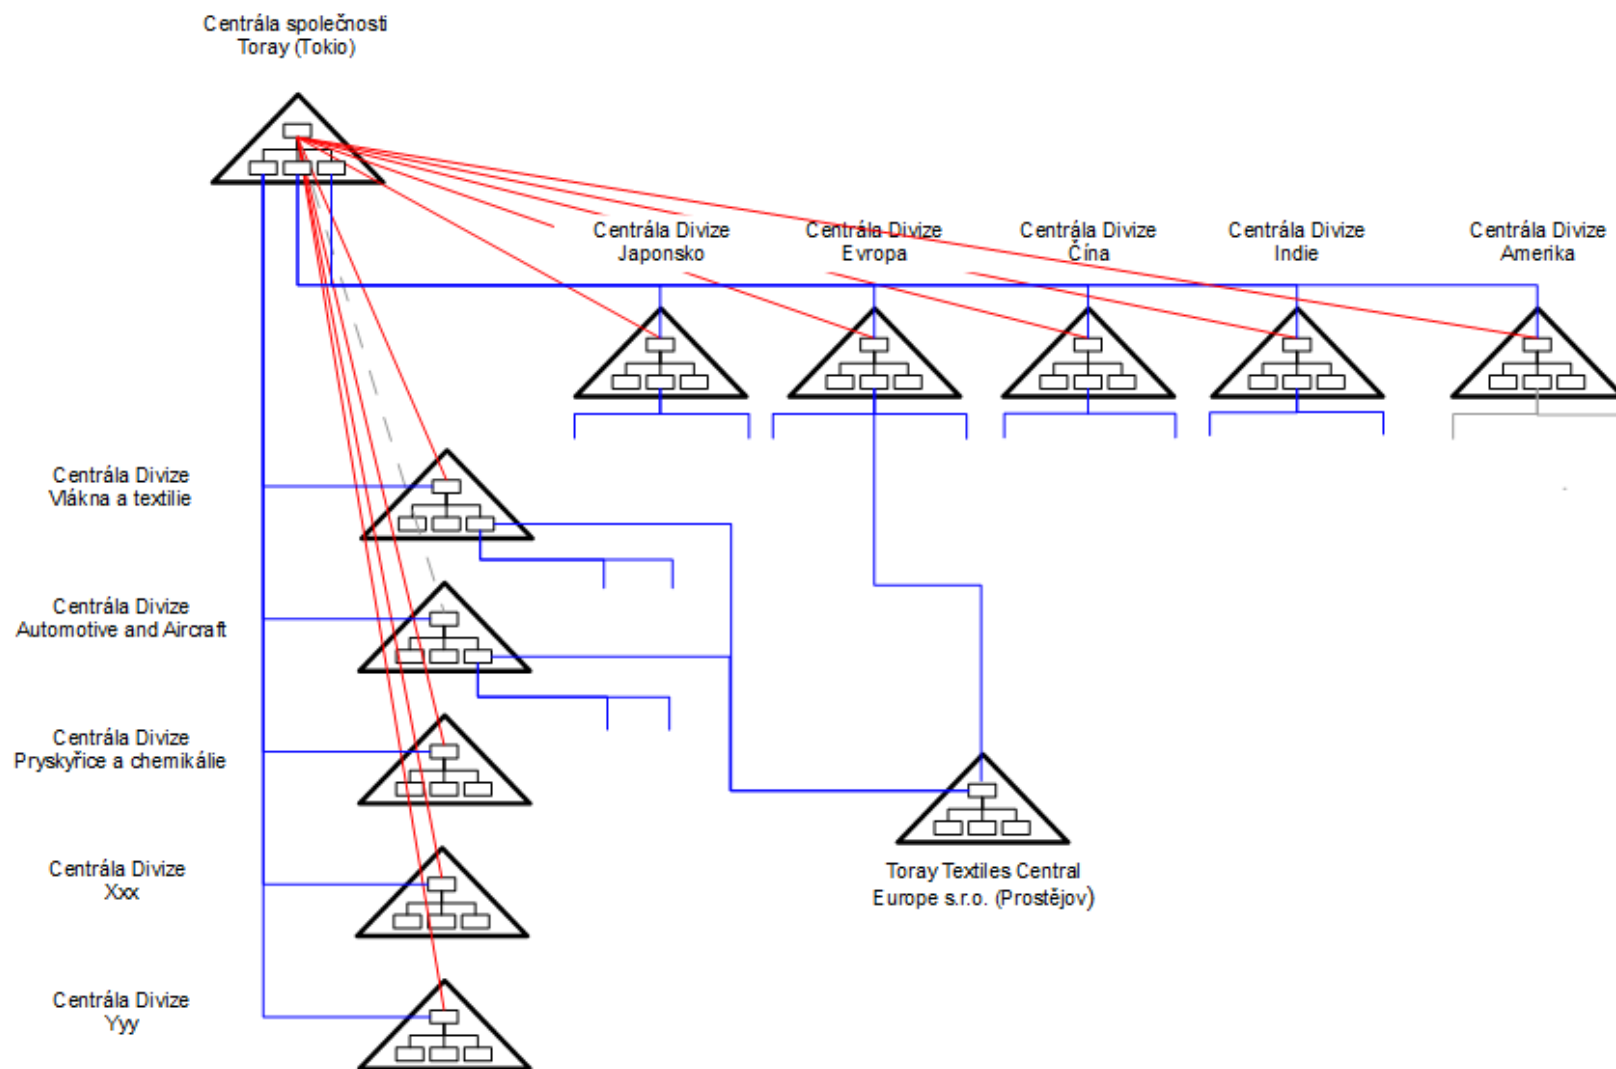 Centrála společnosti
Toray (Tokio)
Centrála Divize
Japonsko
Centrála Divize
Evropa
Centrála Divize
Čína
Centrála Divize
Indie
Centrála Divize
Amerika
Centrála Divize
Vlákna a textilie
Centrála Divize
Automotive and Aircraft
Centrála Divize
Pryskyřice a chemikálie
Centrála Divize
Xxx
Centrála Divize
Yyy
Toray Textiles Central
Europe s.r.o. (Prostějov)